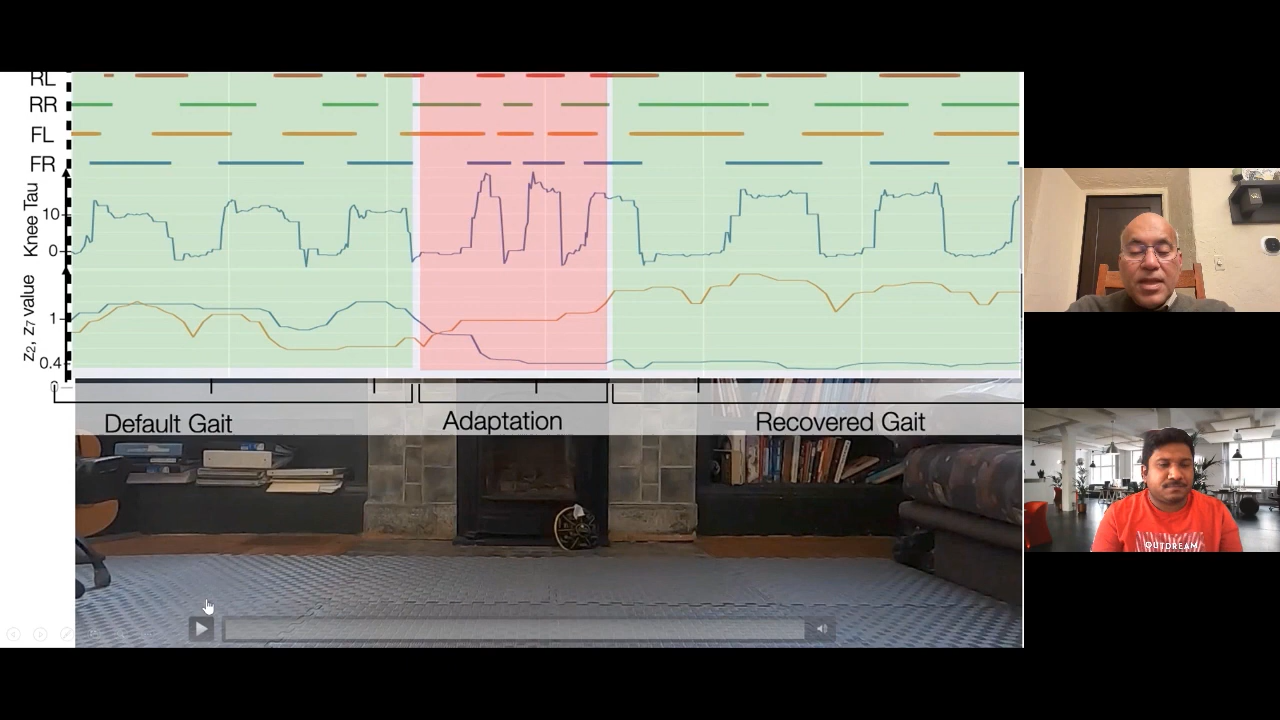 RL
RR
FL
FR
Knee Tau
10
0
z₂, z₇ value
1
0.4
0
Default Gait
Adaptation
Recovered Gait
OUTDREAM